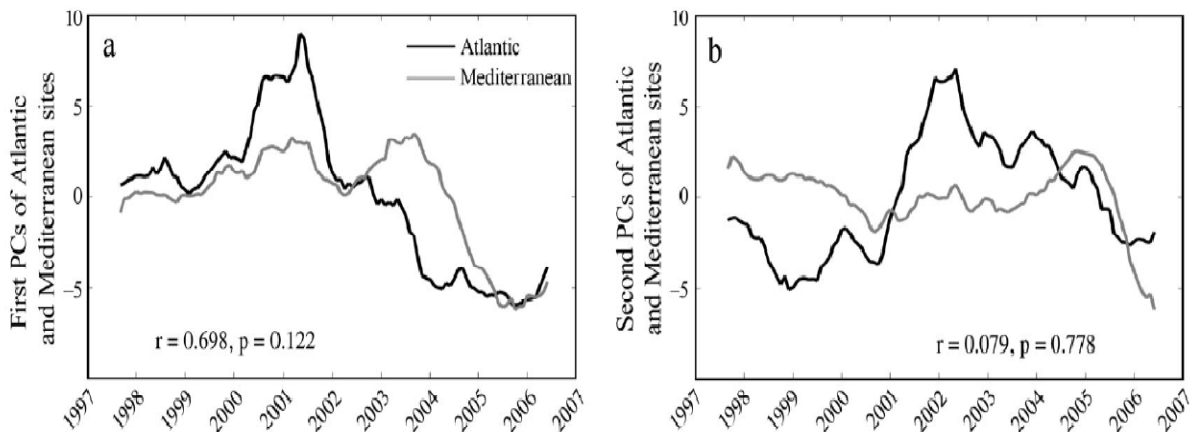 First PCs of Atlantic
and Mediterranean sites
10
5
0
−5
a
Atlantic
Mediterranean
r = 0.698, p = 0.122
1997 1998 1999 2000 2001 2002 2003 2004 2005 2006 2007
Second PCs of Atlantic
and Mediterranean sites
10
5
0
−5
b
r = 0.079, p = 0.778
1997 1998 1999 2000 2001 2002 2003 2004 2005 2006 2007